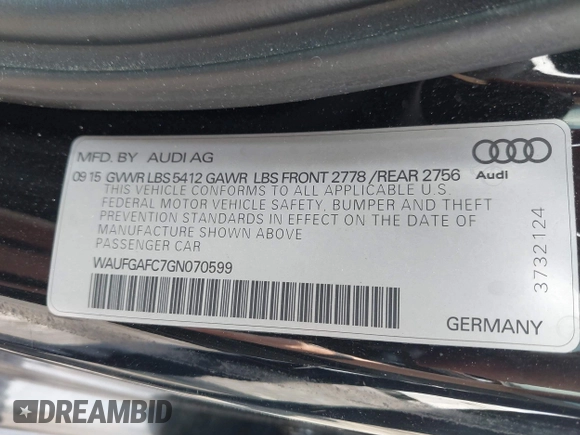 MFD. BY AUDI AG
09 15 GVWR LBS 5412 GAWR LBS FRONT 2778 /REAR 2756
Audi
THIS VEHICLE CONFORMS TO ALL APPLICABLE U.S.
FEDERAL MOTOR VEHICLE SAFETY, BUMPER AND THEFT
PREVENTION STANDARDS IN EFFECT ON THE DATE OF
MANUFACTURE SHOWN ABOVE
PASSENGER CAR
WAUFGAFC7GN070599
3732124
GERMANY
DREAMBID